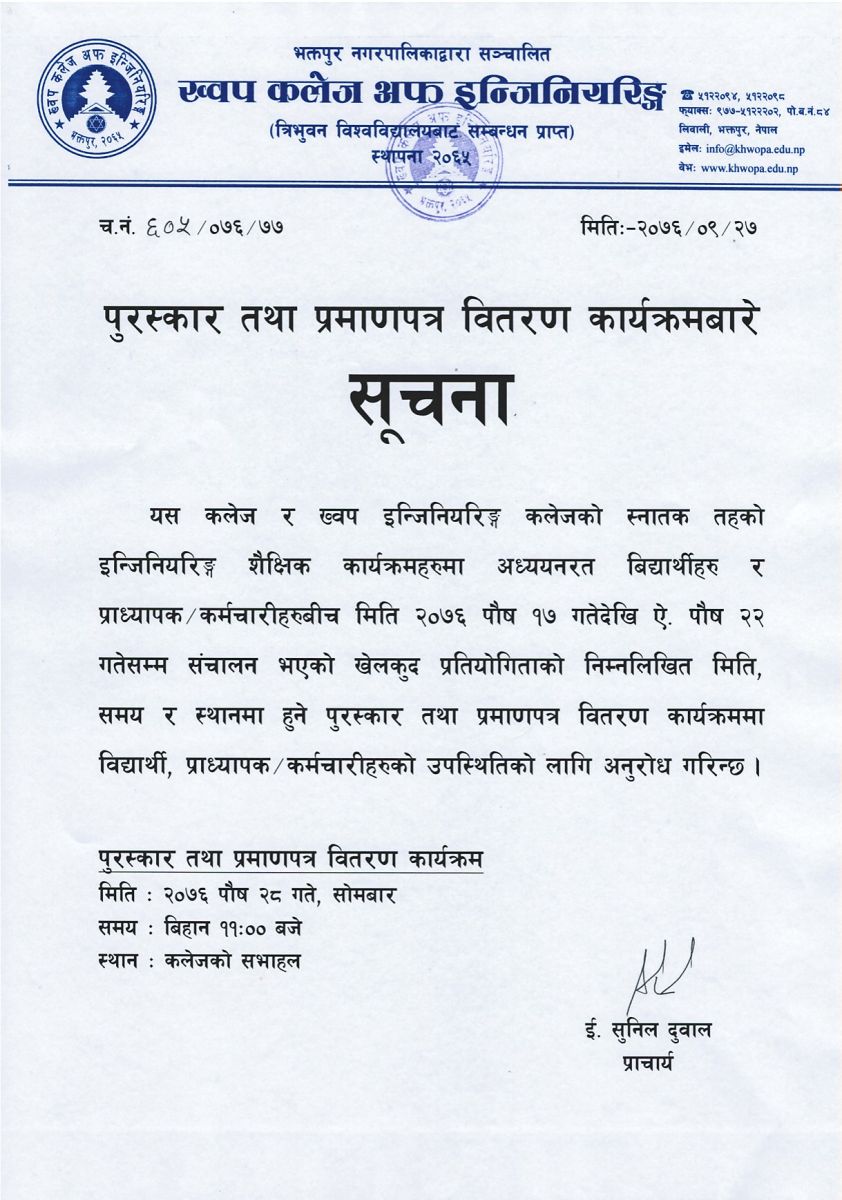 भक्तपुर नगरपालिकाद्वारा सञ्चालित
ख्वप कलेज अफ इन्जिनियरिङ्ग
(त्रिभुवन विश्वविद्यालयबाट सम्बन्धन प्राप्त)
स्थापना २०६५
ख्वप कलेज अफ इन्जिनियरिङ्ग
भक्तपुर, २०६५
☎ ५१२२०९४, ५१२२०९८
फ्याक्सः ९७७-५१२२२०२, पो.ब.नं.८४
लिवाली, भक्तपुर, नेपाल
इमेलः info@khwopa.edu.np
वेभः www.khwopa.edu.np
च.नं. ६०५/०७६/७७
मितिः-२०७६/०९/२७
पुरस्कार तथा प्रमाणपत्र वितरण कार्यक्रमबारे
सूचना
यस कलेज र ख्वप इन्जिनियरिङ्ग कलेजको स्नातक तहको
इन्जिनियरिङ्ग शैक्षिक कार्यक्रमहरुमा अध्ययनरत बिद्यार्थीहरु र
प्राध्यापक/कर्मचारीहरुबीच मिति २०७६ पौष १७ गतेदेखि ऐ. पौष २२
गतेसम्म संचालन भएको खेलकुद प्रतियोगिताको निम्नलिखित मिति,
समय र स्थानमा हुने पुरस्कार तथा प्रमाणपत्र वितरण कार्यक्रममा
विद्यार्थी, प्राध्यापक/कर्मचारीहरुको उपस्थितिको लागि अनुरोध गरिन्छ ।
पुरस्कार तथा प्रमाणपत्र वितरण कार्यक्रम
मिति : २०७६ पौष २८ गते, सोमबार
समय : बिहान ११:०० बजे
स्थान : कलेजको सभाहल
ई. सुनिल दुवाल
प्राचार्य